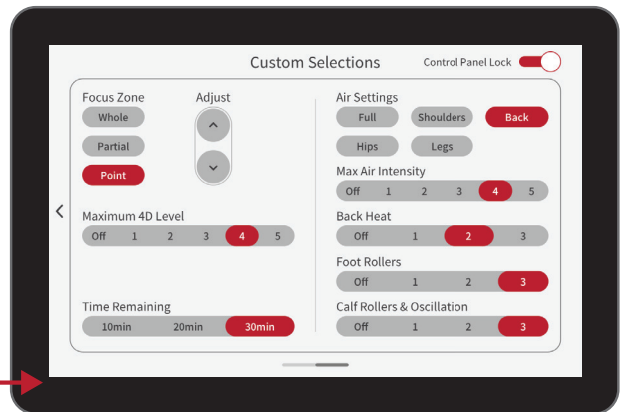 Custom Selections
Control Panel Lock
Focus Zone
Adjust
Whole
Partial
Point
Maximum 4D Level
Off 1 2 3 4 5
Time Remaining
10min 20min 30min
Air Settings
Full Shoulders Back
Hips Legs
Max Air Intensity
Off 1 2 3 4 5
Back Heat
Off 1 2 3
Foot Rollers
Off 1 2 3
Calf Rollers & Oscillation
Off 1 2 3